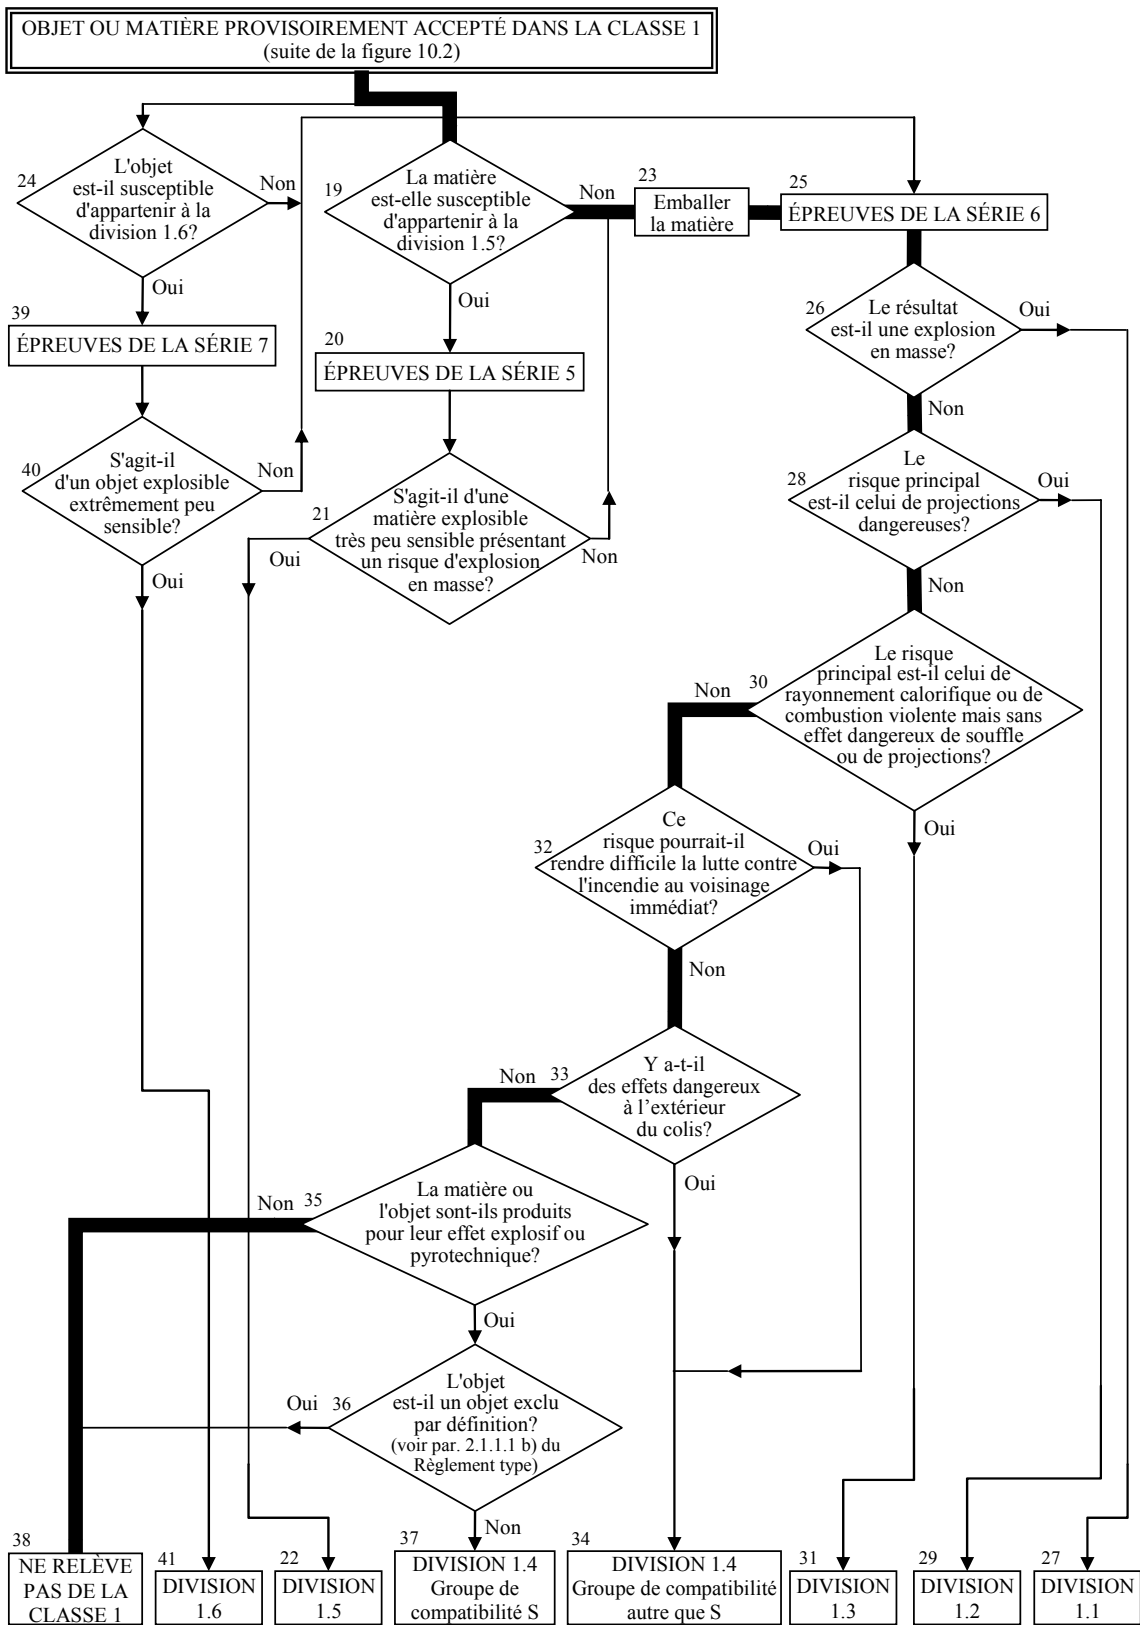 OBJET OU MATIÈRE PROVISOIREMENT ACCEPTÉ DANS LA CLASSE 1
(suite de la figure 10.2)
24
L'objet
est-il susceptible
d'appartenir à la
division 1.6?
Non
Oui
19
La matière
est-elle susceptible
d'appartenir à la
division 1.5?
Non
Oui
23
Emballer
la matière
25
ÉPREUVES DE LA SÉRIE 6
26
Le résultat
est-il une explosion
en masse?
Oui
Non
39
ÉPREUVES DE LA SÉRIE 7
20
ÉPREUVES DE LA SÉRIE 5
40
S'agit-il
d'un objet explosible
extrêmement peu
sensible?
Non
Oui
21
S'agit-il d'une
matière explosible
très peu sensible présentant
un risque d'explosion
en masse?
Oui
Non
28
Le
risque principal
est-il celui de projections
dangereuses?
Oui
Non
30
Le risque
principal est-il celui de
rayonnement calorifique ou de
combustion violente mais sans
effet dangereux de souffle
ou de projections?
Non
Oui
32
Ce
risque pourrait-il
rendre difficile la lutte contre
l'incendie au voisinage
immédiat?
Oui
Non
33
Y a-t-il
des effets dangereux
à l’extérieur
du colis?
Non
Oui
35
La matière ou
l'objet sont-ils produits
pour leur effet explosif ou
pyrotechnique?
Non
Oui
36
L'objet
est-il un objet exclu
par définition?
(voir par. 2.1.1.1 b) du
Règlement type)
Oui
Non
38
NE RELÈVE
PAS DE LA
CLASSE 1
41
DIVISION
1.6
22
DIVISION
1.5
37
DIVISION 1.4
Groupe de
compatibilité S
34
DIVISION 1.4
Groupe de compatibilité
autre que S
31
DIVISION
1.3
29
DIVISION
1.2
27
DIVISION
1.1